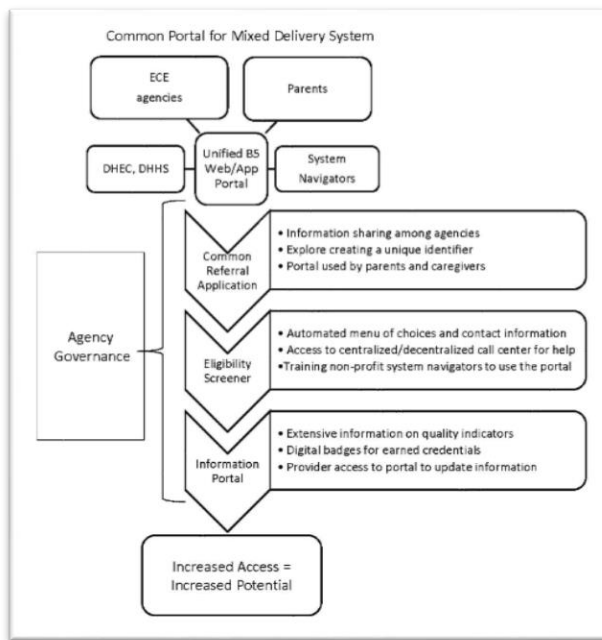 Common Portal for Mixed Delivery System
ECE
agencies
Parents
DHEC, DHHS
Unified B5
Web/App
Portal
System
Navigators
Agency
Governance
Common
Referral
Application
• Information sharing among agencies
• Explore creating a unique identifier
• Portal used by parents and caregivers
Eligibility
Screener
• Automated menu of choices and contact information
• Access to centralized/decentralized call center for help
•Training non-profit system navigators to use the portal
Information
Portal
• Extensive information on quality indicators
• Digital badges for earned credentials
• Provider access to portal to update information
Increased Access =
Increased Potential